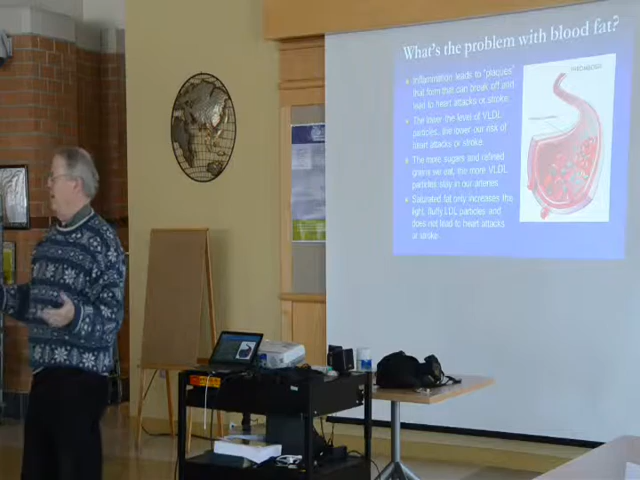 What's the problem with blood fat?
Inflammation leads to "plaques"
that form that can break off and
lead to heart attacks or stroke.
The lower the level of VLDL
particles, the lower our risk of
heart attacks or stroke.
The more sugars and refined
grains we eat, the more VLDL
particles stay in our arteries.
Saturated fat only increases the
light, fluffy LDL particles and
does not lead to heart attacks
or stroke.